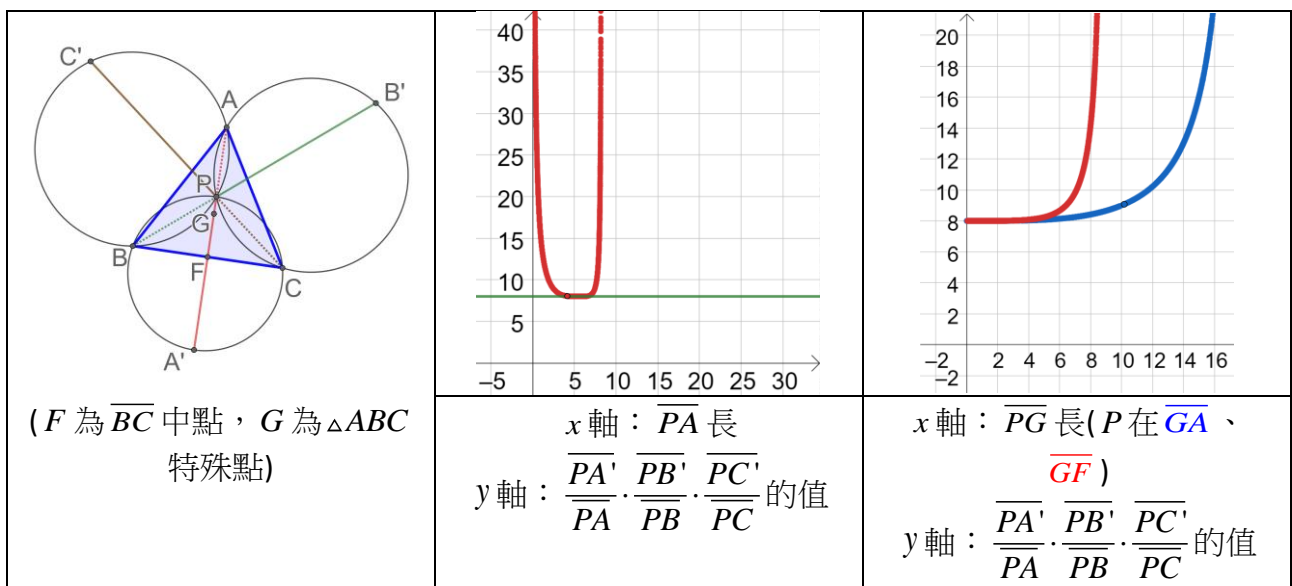 C'
A
B'
P
G
B
F
C
A'
(F 為 BC 中點，G 為△ABC
特殊點)
40
35
30
25
20
15
10
5
−5 5 10 15 20 25 30
x 軸：PA 長
y 軸：PA'/PA · PB'/PB · PC'/PC 的值
20
18
16
14
12
10
8
6
4
2
−2 2 4 6 8 10 12 14 16
−2
x 軸：PG 長(P 在 GA、
GF )
y 軸：PA'/PA · PB'/PB · PC'/PC 的值